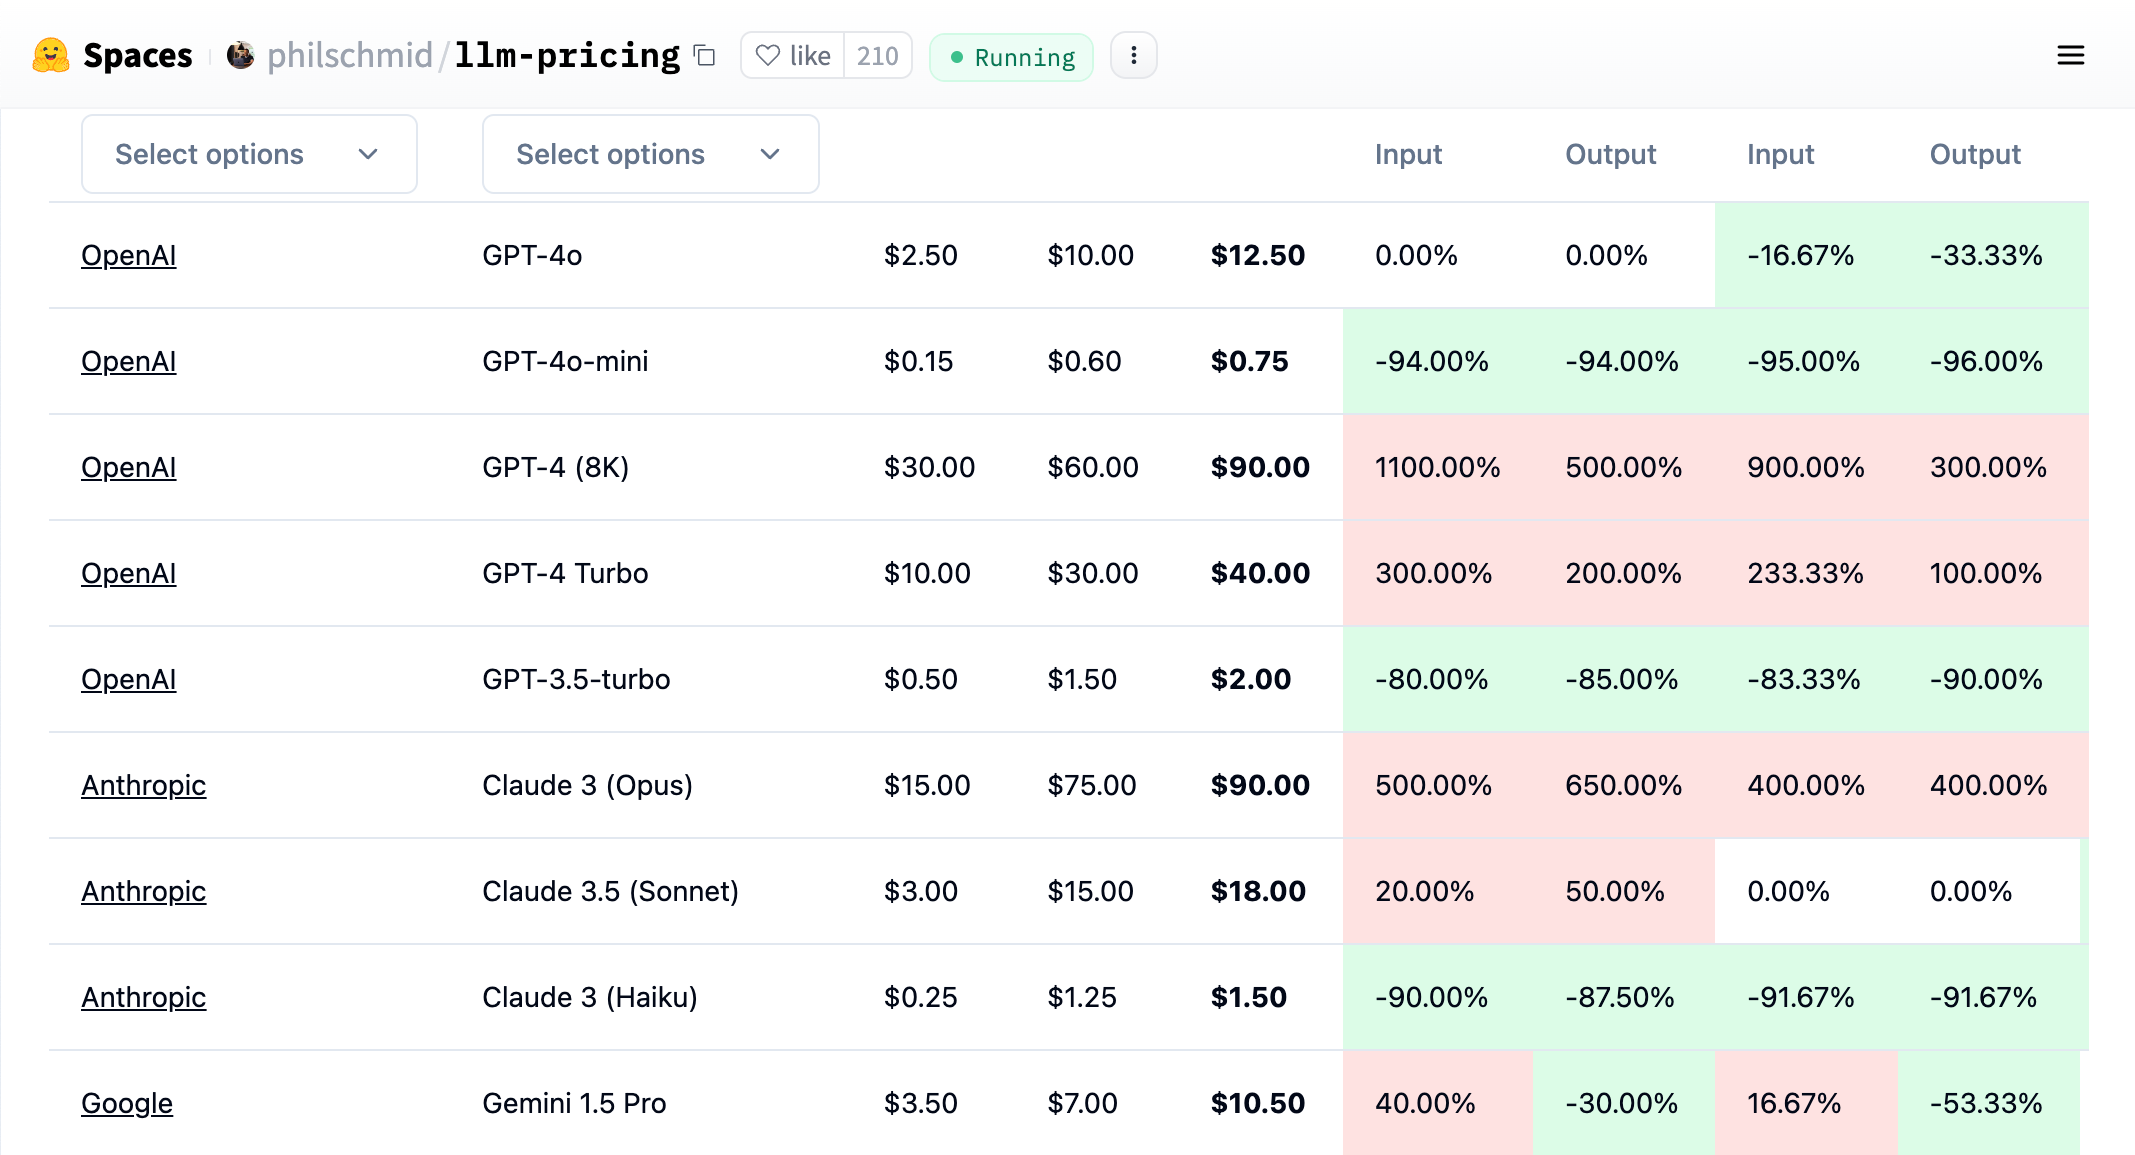 Spaces philschmid/llm-pricing like 210 Running
Select options Select options Input Output Input Output
OpenAI GPT-4o $2.50 $10.00 $12.50 0.00% 0.00% -16.67% -33.33%
OpenAI GPT-4o-mini $0.15 $0.60 $0.75 -94.00% -94.00% -95.00% -96.00%
OpenAI GPT-4 (8K) $30.00 $60.00 $90.00 1100.00% 500.00% 900.00% 300.00%
OpenAI GPT-4 Turbo $10.00 $30.00 $40.00 300.00% 200.00% 233.33% 100.00%
OpenAI GPT-3.5-turbo $0.50 $1.50 $2.00 -80.00% -85.00% -83.33% -90.00%
Anthropic Claude 3 (Opus) $15.00 $75.00 $90.00 500.00% 650.00% 400.00% 400.00%
Anthropic Claude 3.5 (Sonnet) $3.00 $15.00 $18.00 20.00% 50.00% 0.00% 0.00%
Anthropic Claude 3 (Haiku) $0.25 $1.25 $1.50 -90.00% -87.50% -91.67% -91.67%
Google Gemini 1.5 Pro $3.50 $7.00 $10.50 40.00% -30.00% 16.67% -53.33%